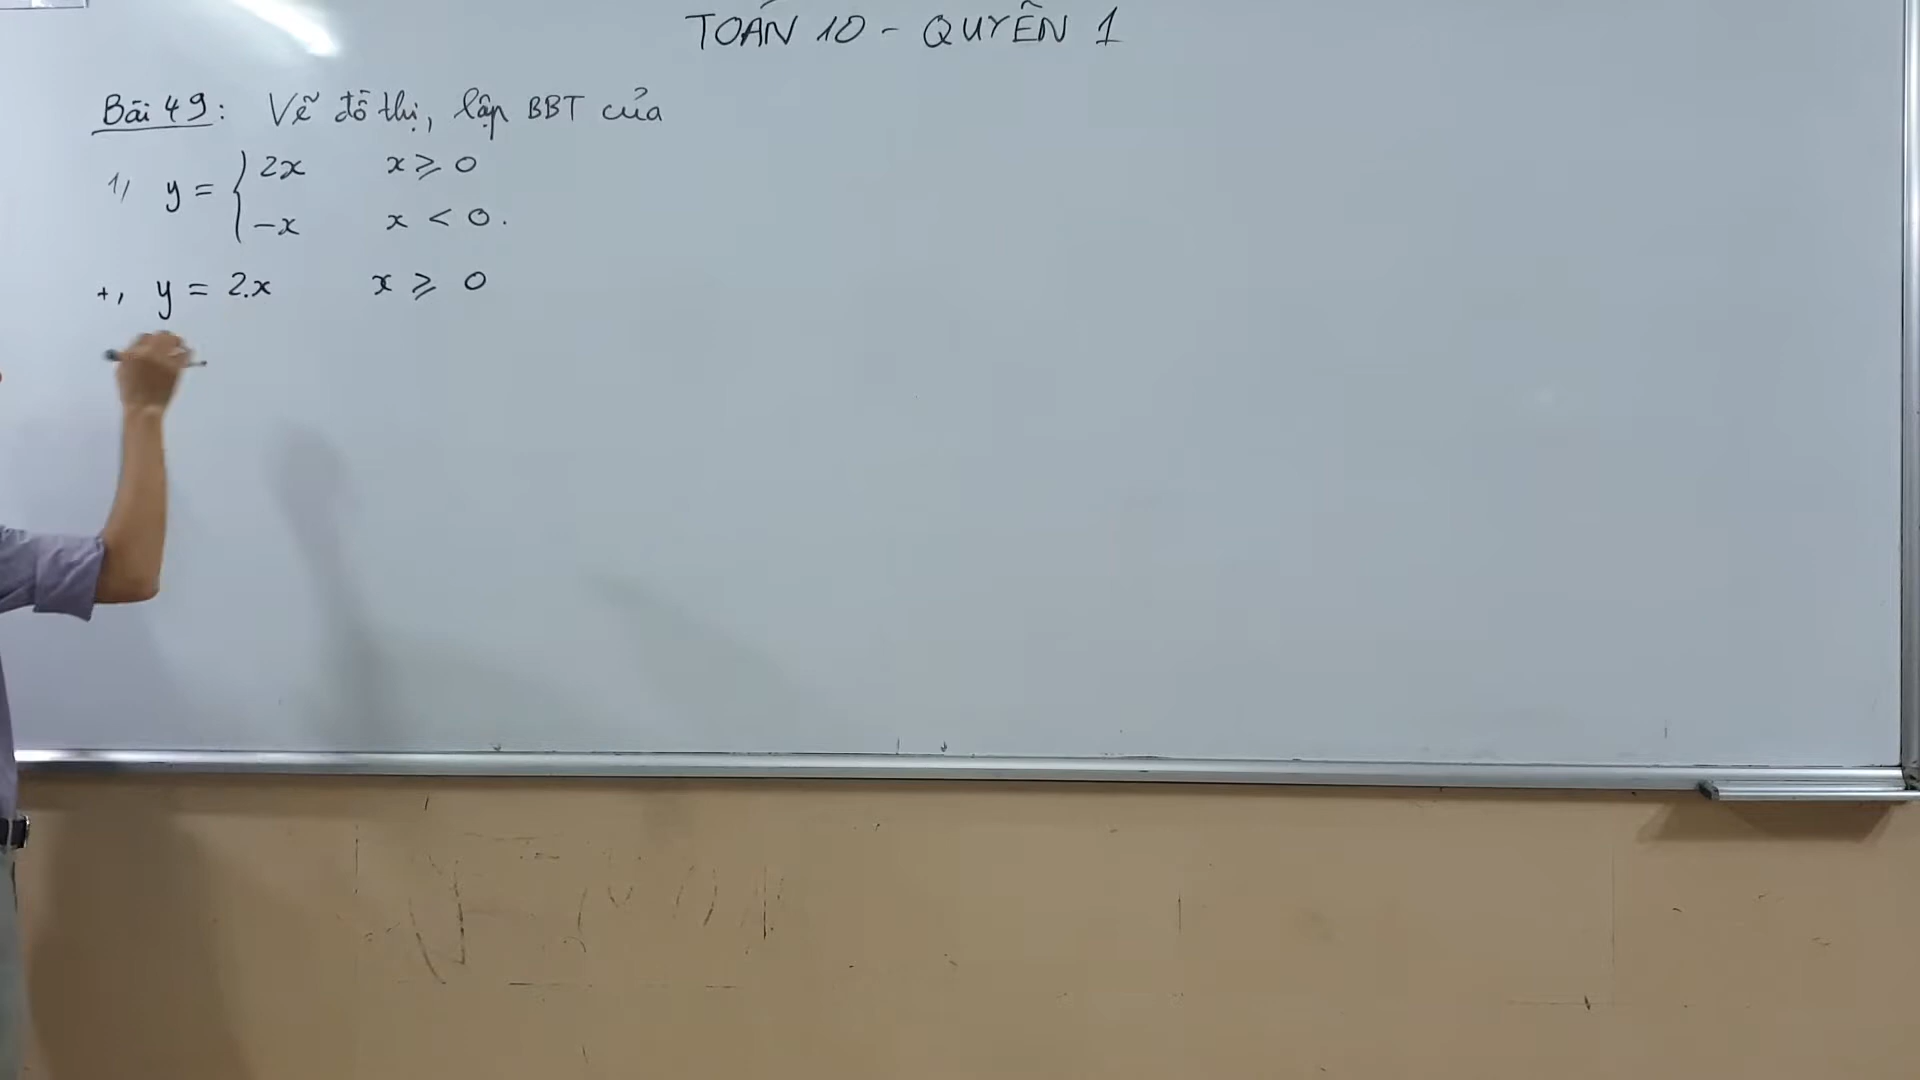 TOÁN 10 - QUYỂN 1
Bài 49: Vẽ đồ thị, lập BBT của
1, y = { 2x x ⩾ 0
-x x < 0.
+, y = 2.x x ⩾ 0